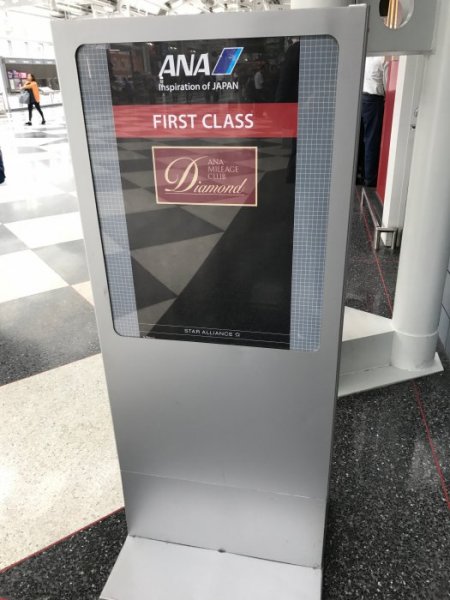 ANA
Inspiration of JAPAN
FIRST CLASS
ANA
MILEAGE
CLUB
Diamond
STAR ALLIANCE